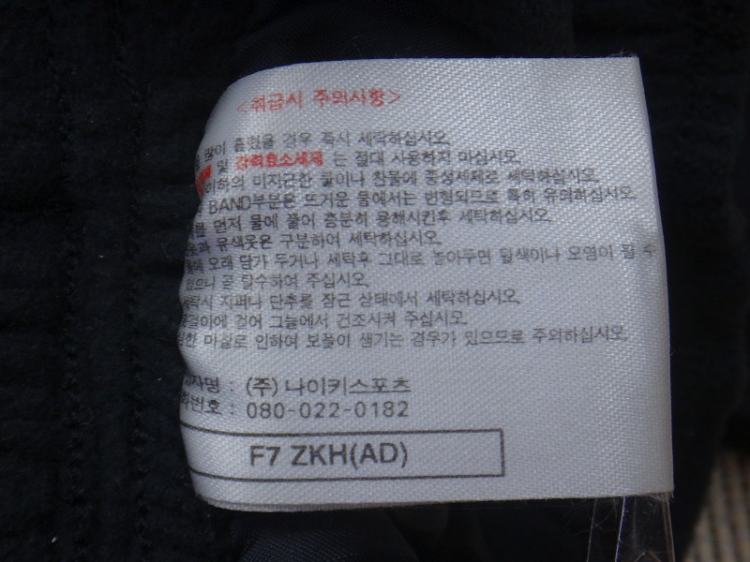 <취급시 주의사항>
많이 흘렸을 경우 즉시 세탁하십시오.
및 강력효소세제 는 절대 사용하지 마십시오.
이하의 미지근한 물이나 찬물에 중성세제로 세탁하십시오.
BAND부분은 뜨거운 물에서는 변형되므로 특히 유의하십시오.
먼저 물에 풀어 충분히 용해시킨후 세탁하십시오.
유색옷은 구분하여 세탁하십시오.
오래 담가 두거나 세탁후 그대로 놓아두면 탈색이나 오염이 될 수
있으니 곧 탈수하여 주십시오.
세탁시 지퍼나 단추를 잠근 상태에서 세탁하십시오.
걸어 그늘에서 건조시켜 주십시오.
마찰로 인하여 보풀이 생기는 경우가 있으므로 주의하십시오.
(주) 나이키스포츠
번호 : 080-022-0182
F7 ZKH(AD)